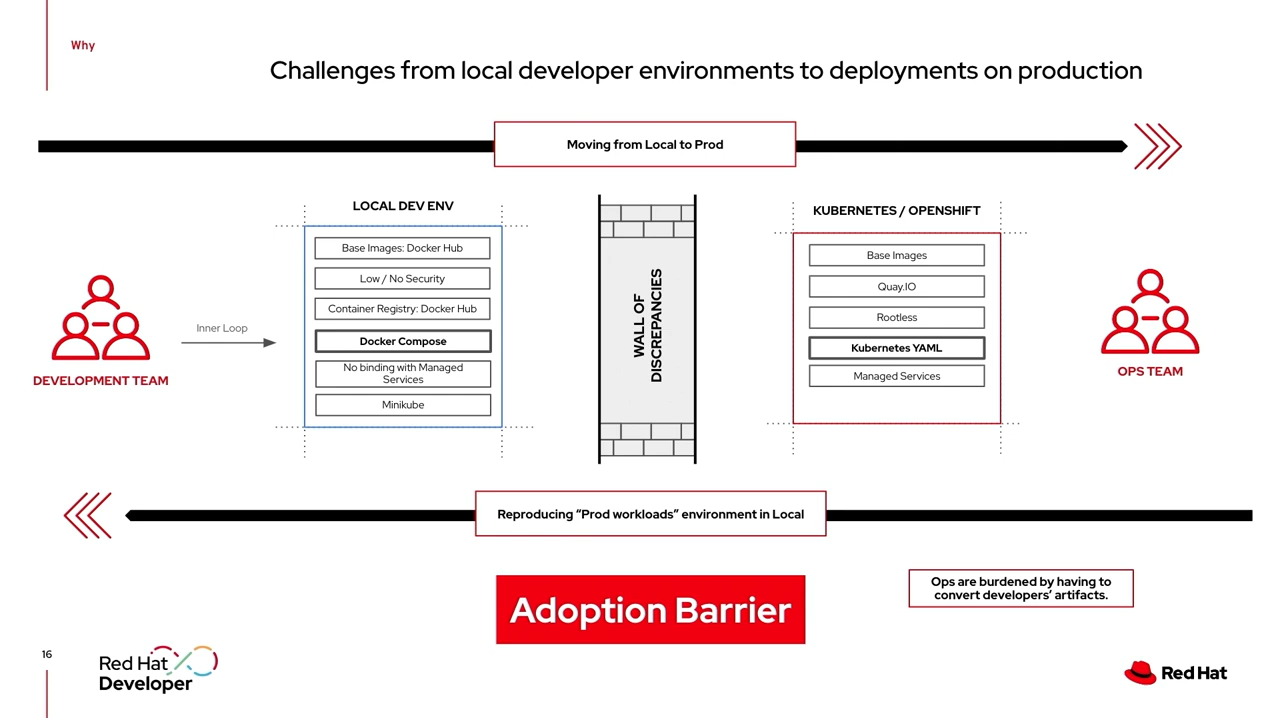 Why
Challenges from local developer environments to deployments on production
Moving from Local to Prod
LOCAL DEV ENV
Base Images: Docker Hub
Low / No Security
Container Registry: Docker Hub
Docker Compose
No binding with Managed
Services
Minikube
Inner Loop
DEVELOPMENT TEAM
WALL OF
DISCREPANCIES
KUBERNETES / OPENSHIFT
Base Images
Quay.IO
Rootless
Kubernetes YAML
Managed Services
OPS TEAM
Reproducing “Prod workloads” environment in Local
Adoption Barrier
Ops are burdened by having to
convert developers’ artifacts.
16
Red Hat
Developer
Red Hat